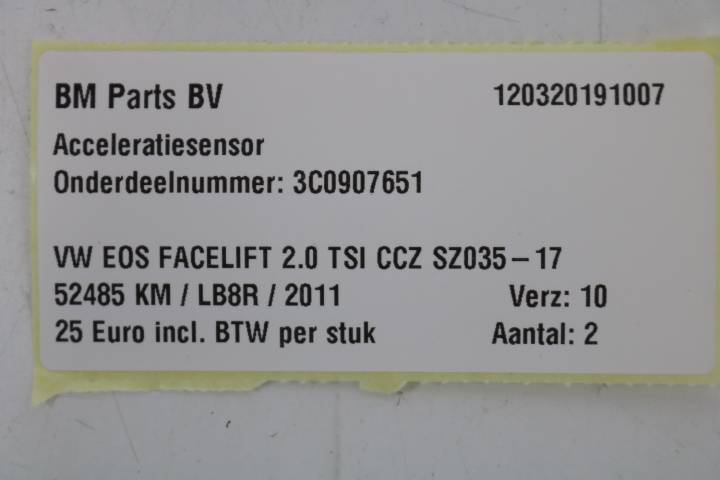 BM Parts BV 120320191007
Acceleratiesensor
Onderdeelnummer: 3C0907651
VW EOS FACELIFT 2.0 TSI CCZ SZ035-17
52485 KM / LB8R / 2011 Verz: 10
25 Euro incl. BTW per stuk Aantal: 2